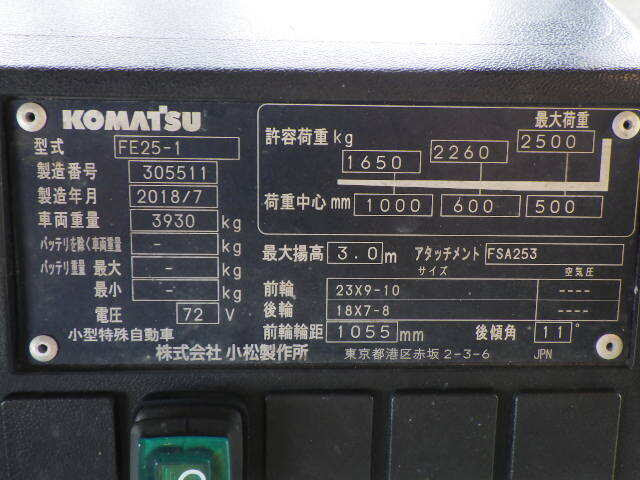 KOMATSU
型式 FE25-1
製造番号 305511
製造年月 2018/7
車両重量 3930 kg
バッテリを除く車両重量 - kg
バッテリ重量 最大 - kg
最小 - kg
電圧 72 V
小型特殊自動車
最大荷重
許容荷重kg 1650 2260 2500
荷重中心mm 1000 600 500
最大揚高 3.0 m アタッチメント FSA253
サイズ 空気圧
前輪 23X9-10 ----
後輪 18X7-8 ----
前輪輪距 1055 mm 後傾角 11°
株式会社 小松製作所 東京都港区赤坂2-3-6 JPN